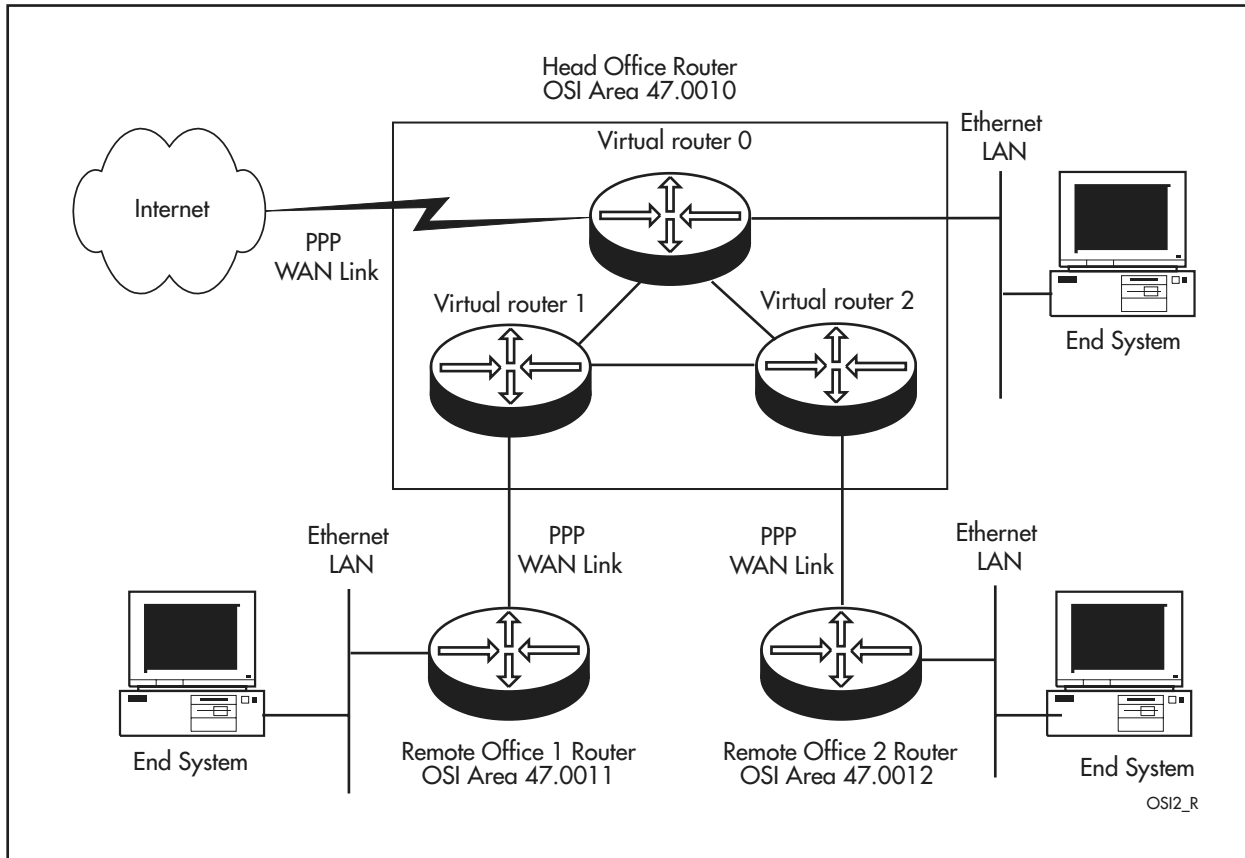 Head Office Router
OSI Area 47.0010
Virtual router 0
Ethernet
LAN
Internet
PPP
WAN Link
Virtual router 1
Virtual router 2
End System
Ethernet
LAN
PPP
WAN Link
PPP
WAN Link
Ethernet
LAN
End System
Remote Office 1 Router
OSI Area 47.0011
Remote Office 2 Router
OSI Area 47.0012
End System
OSI2_R